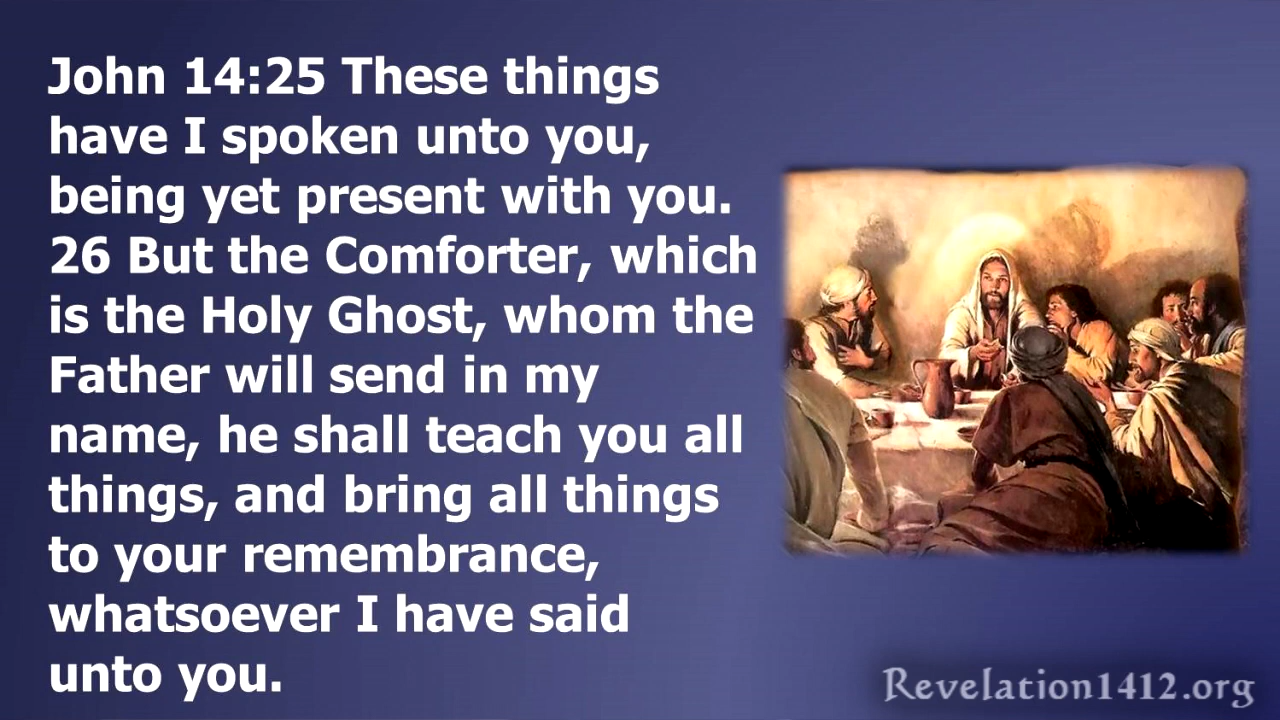 John 14:25 These things
have I spoken unto you,
being yet present with you.
26 But the Comforter, which
is the Holy Ghost, whom the
Father will send in my
name, he shall teach you all
things, and bring all things
to your remembrance,
whatsoever I have said
unto you.
Revelation1412.org